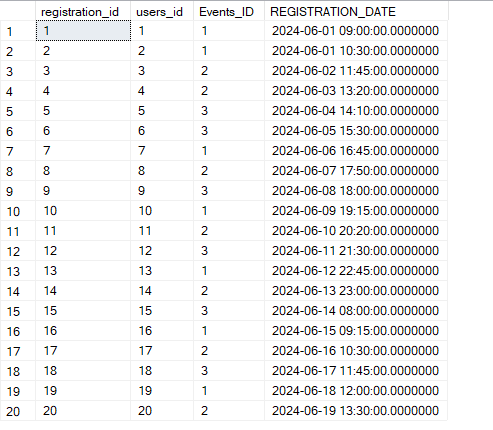 registration_id users_id Events_ID REGISTRATION_DATE
1 1 1 1 2024-06-01 09:00:00.0000000
2 2 2 1 2024-06-01 10:30:00.0000000
3 3 3 2 2024-06-02 11:45:00.0000000
4 4 4 2 2024-06-03 13:20:00.0000000
5 5 5 3 2024-06-04 14:10:00.0000000
6 6 6 3 2024-06-05 15:30:00.0000000
7 7 7 1 2024-06-06 16:45:00.0000000
8 8 8 2 2024-06-07 17:50:00.0000000
9 9 9 3 2024-06-08 18:00:00.0000000
10 10 10 1 2024-06-09 19:15:00.0000000
11 11 11 2 2024-06-10 20:20:00.0000000
12 12 12 3 2024-06-11 21:30:00.0000000
13 13 13 1 2024-06-12 22:45:00.0000000
14 14 14 2 2024-06-13 23:00:00.0000000
15 15 15 3 2024-06-14 08:00:00.0000000
16 16 16 1 2024-06-15 09:15:00.0000000
17 17 17 2 2024-06-16 10:30:00.0000000
18 18 18 3 2024-06-17 11:45:00.0000000
19 19 19 1 2024-06-18 12:00:00.0000000
20 20 20 2 2024-06-19 13:30:00.0000000